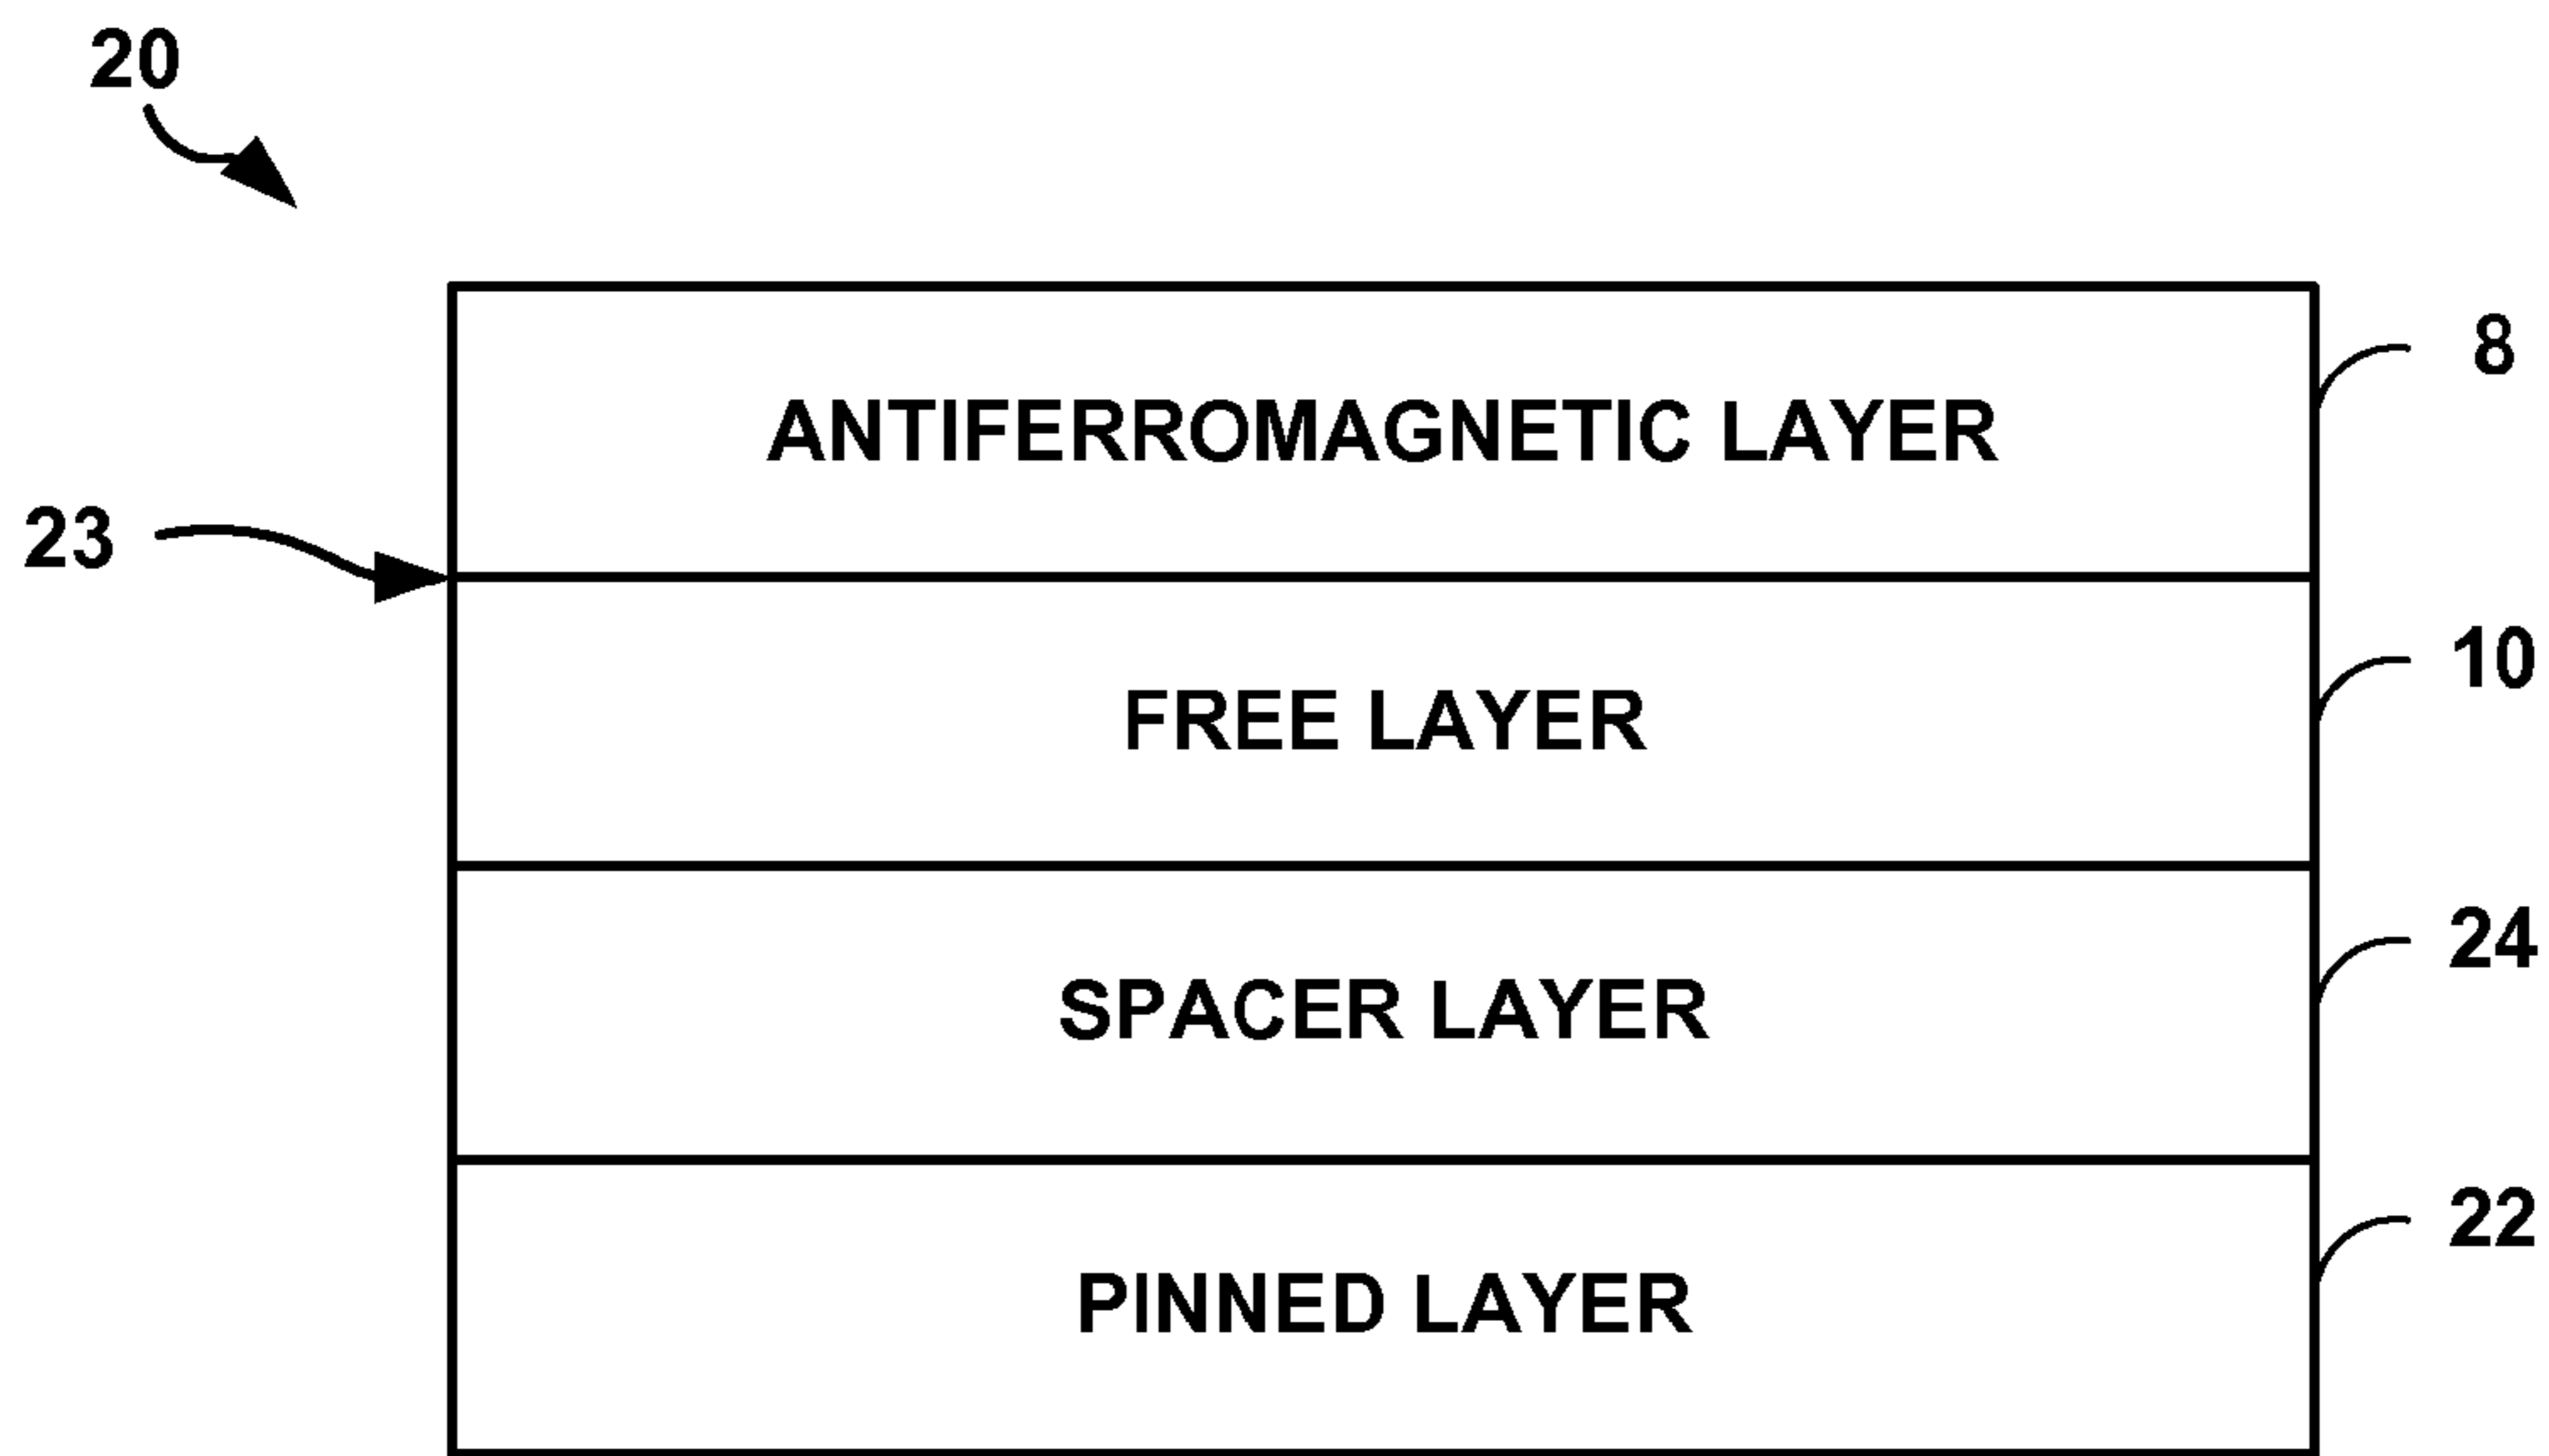 20
8
ANTIFERROMAGNETIC LAYER
23
10
FREE LAYER
24
SPACER LAYER
22
PINNED LAYER